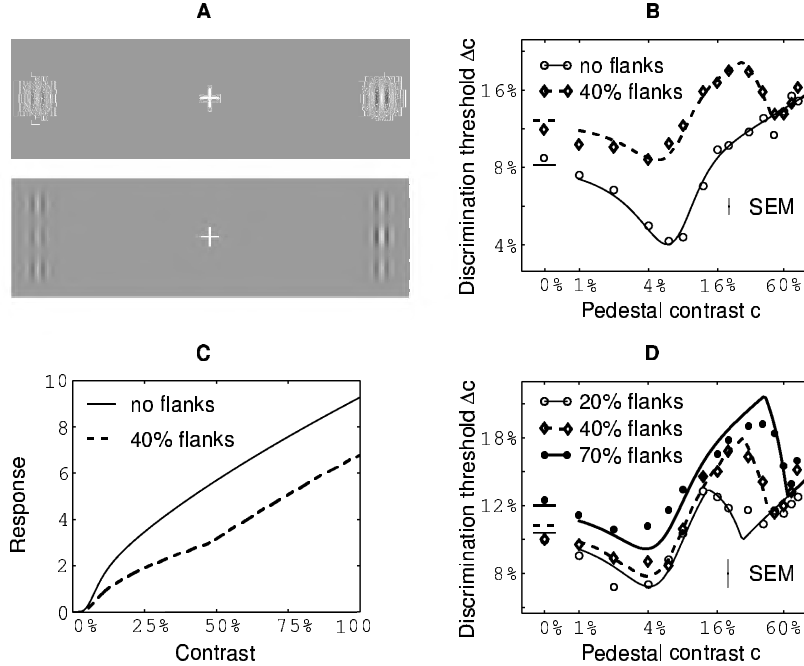 A
B
Discrimination threshold Δc
no flanks
40% flanks
16%
8%
4%
SEM
0% 1% 4% 16% 60%
Pedestal contrast c
C
Response
10
8
6
4
2
0
no flanks
40% flanks
0% 25% 50% 75% 100
Contrast
D
Discrimination threshold Δc
20% flanks
40% flanks
70% flanks
18%
12%
8%
SEM
0% 1% 4% 16% 60%
Pedestal contrast c